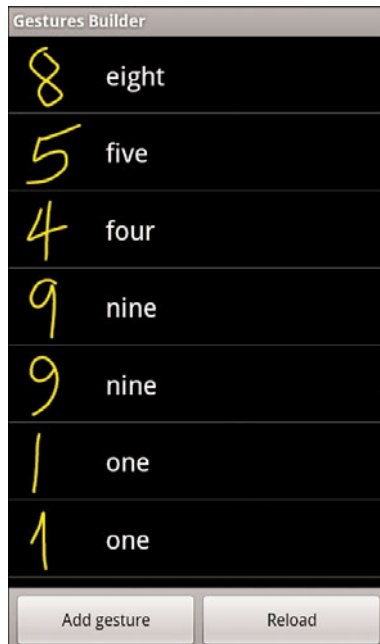 Gestures Builder
8 eight
5 five
4 four
9 nine
9 nine
1 one
1 one
Add gesture Reload